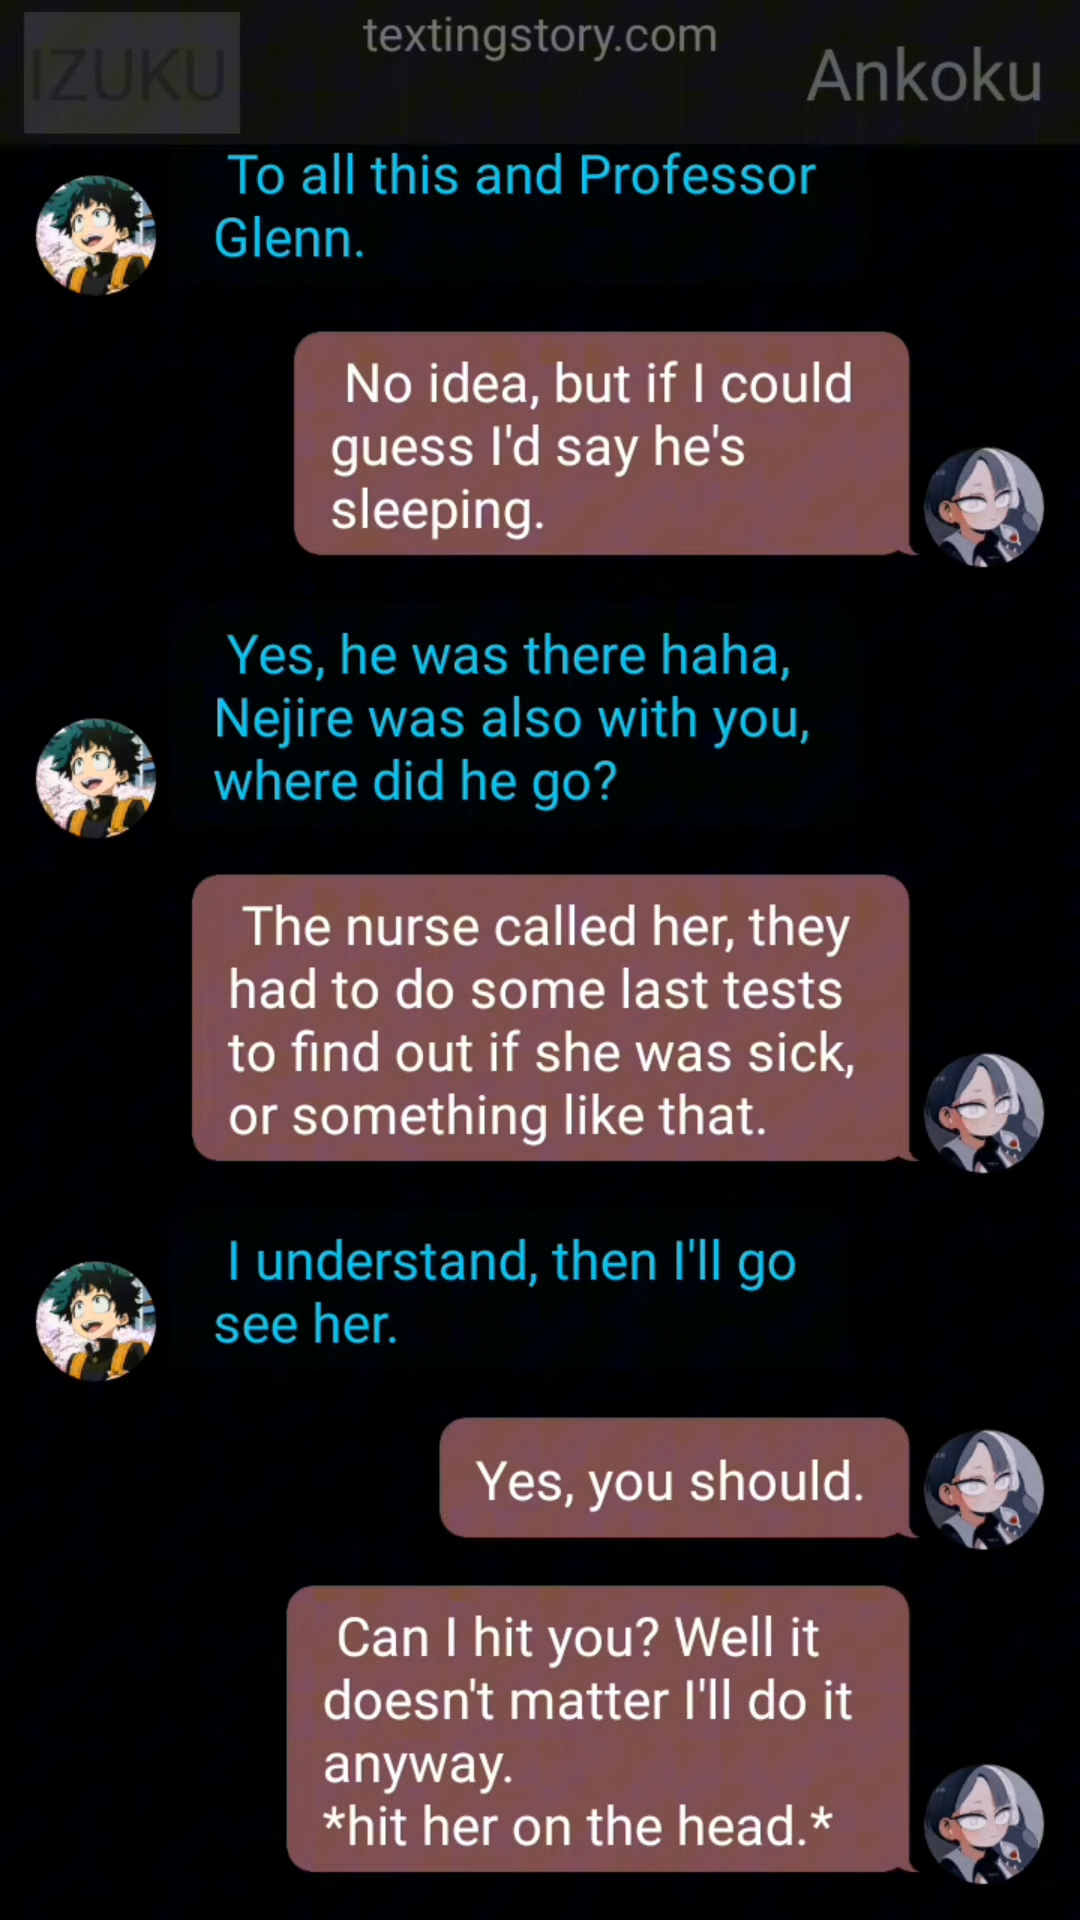 textingstory.com
IZUKU
Ankoku
To all this and Professor
Glenn.
No idea, but if I could
guess I'd say he's
sleeping.
Yes, he was there haha,
Nejire was also with you,
where did he go?
The nurse called her, they
had to do some last tests
to find out if she was sick,
or something like that.
I understand, then I'll go
see her.
Yes, you should.
Can I hit you? Well it
doesn't matter I'll do it
anyway.
*hit her on the head.*